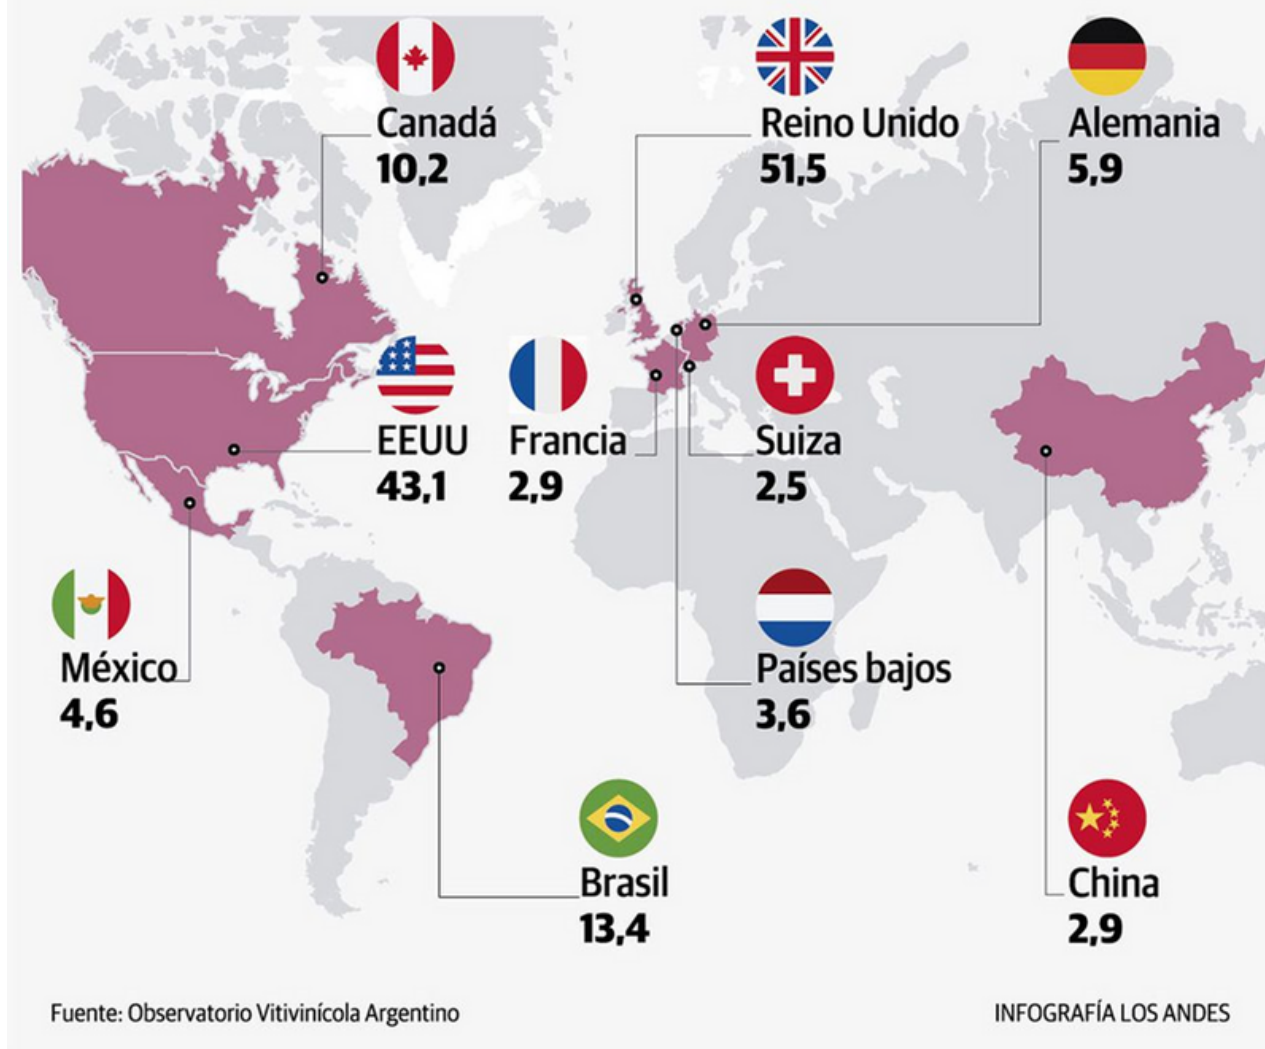 Canadá
10,2
Reino Unido
51,5
Alemania
5,9
EEUU
43,1
Francia
2,9
Suiza
2,5
México
4,6
Países bajos
3,6
Brasil
13,4
China
2,9
Fuente: Observatorio Vitivinícola Argentino
INFOGRAFÍA LOS ANDES